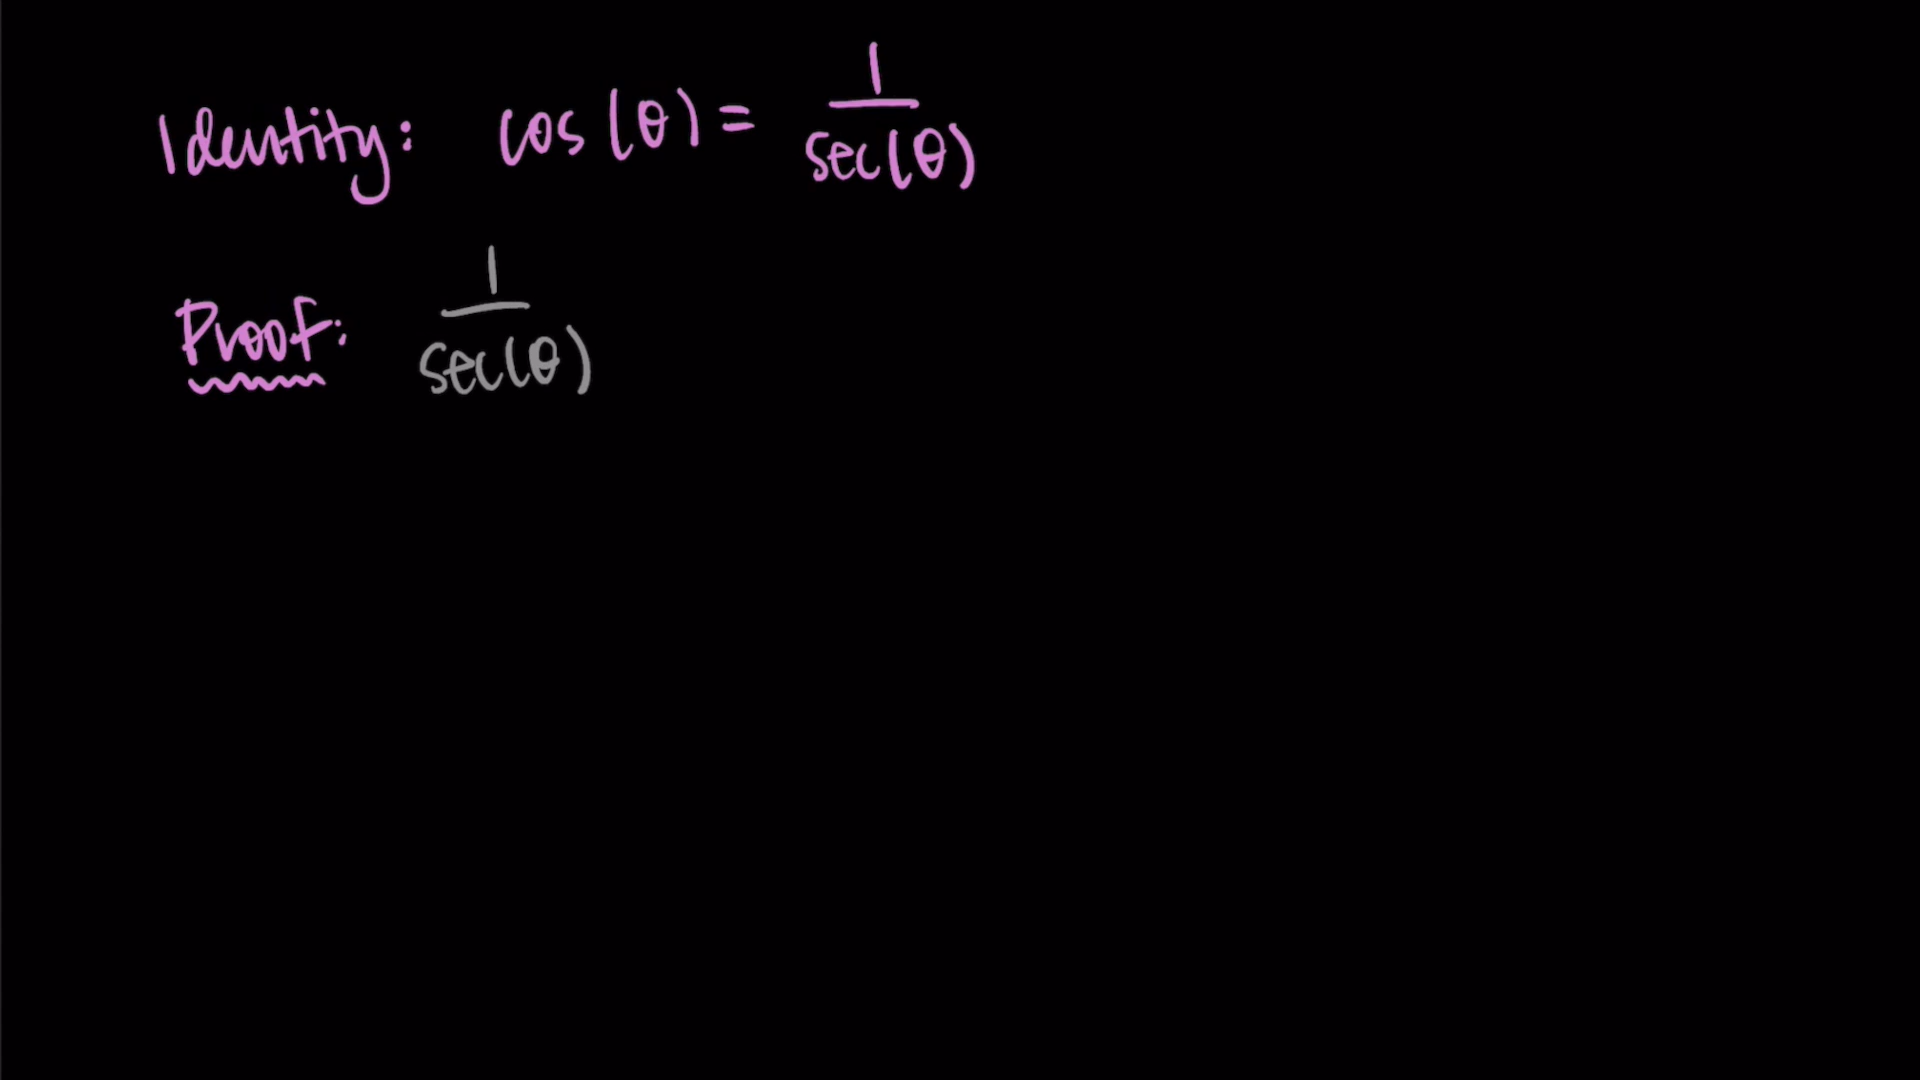 Identity: cos(θ) = 1/sec(θ)
Proof: 1/sec(θ)